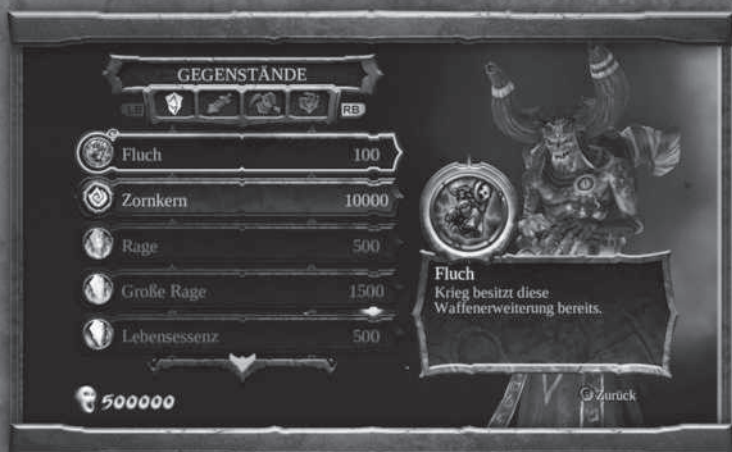 GEGENSTÄNDE
RB
Fluch 100
Zornkern 10000
Rage 500
Große Rage 1500
Lebensessenz 500
500000
Fluch
Krieg besitzt diese
Waffenerweiterung bereits.
Zurück